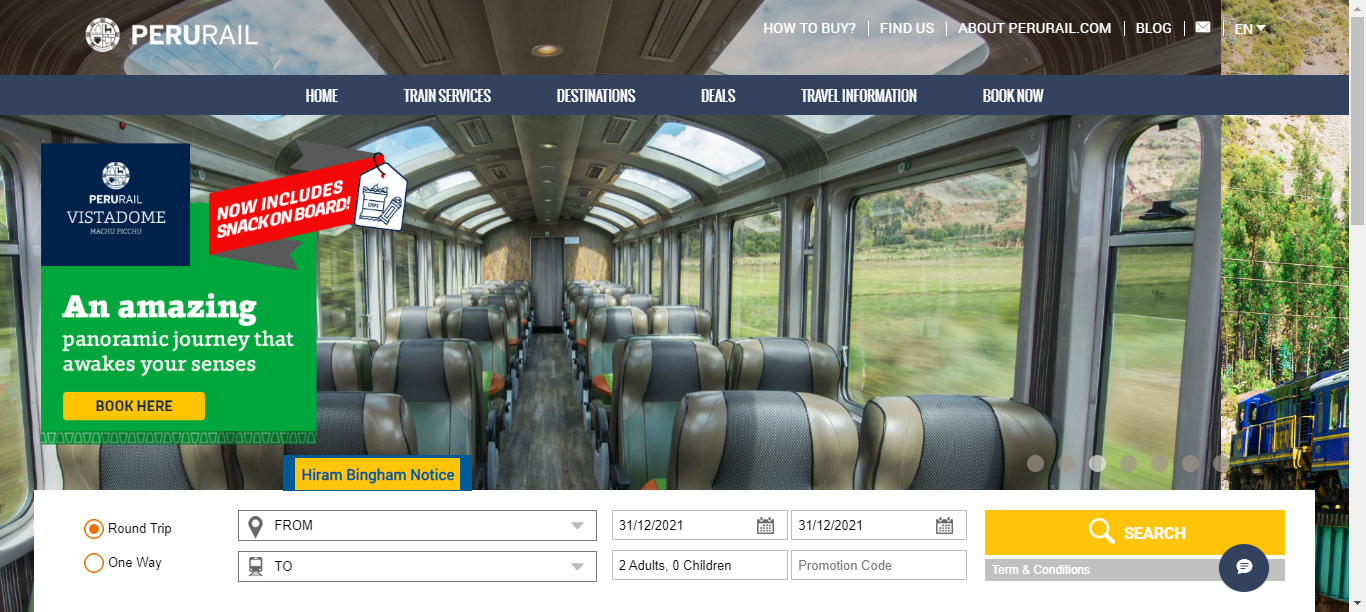 PERURAIL
HOW TO BUY?
FIND US
ABOUT PERURAIL.COM
BLOG
EN
HOME
TRAIN SERVICES
DESTINATIONS
DEALS
TRAVEL INFORMATION
BOOK NOW
PERURAIL
VISTADOME
MACHU PICCHU
NOW INCLUDES
SNACK ON BOARD!
CHIPS
An amazing
panoramic journey that
awakes your senses
BOOK HERE
Hiram Bingham Notice
Round Trip
One Way
FROM
TO
31/12/2021
31/12/2021
2 Adults, 0 Children
Promotion Code
SEARCH
Term & Conditions